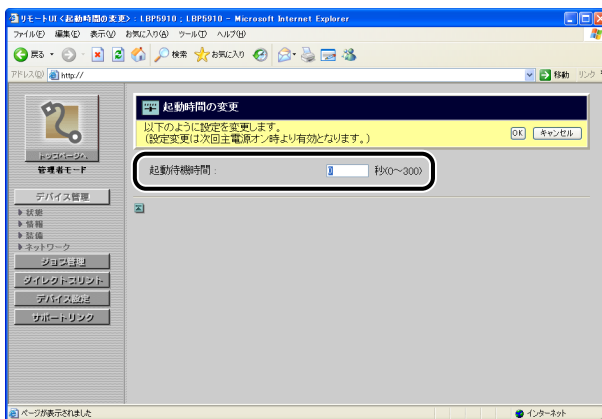 リモートUI <起動時間の変更> : LBP5910 ; LBP5910 - Microsoft Internet Explorer
ファイル(F) 編集(E) 表示(V) お気に入り(A) ツール(T) ヘルプ(H)
戻る 検索 お気に入り
アドレス(D) http:// 移動 リンク
起動時間の変更
以下のように設定を変更します。
(設定変更は次回主電源オン時より有効となります。)
OK キャンセル
トップページへ
管理者モード
起動待機時間 : 0 秒(0～300)
デバイス管理
状態
情報
装備
ネットワーク
ジョブ管理
ダイレクトプリント
デバイス設定
サポートリンク
ページが表示されました インターネット